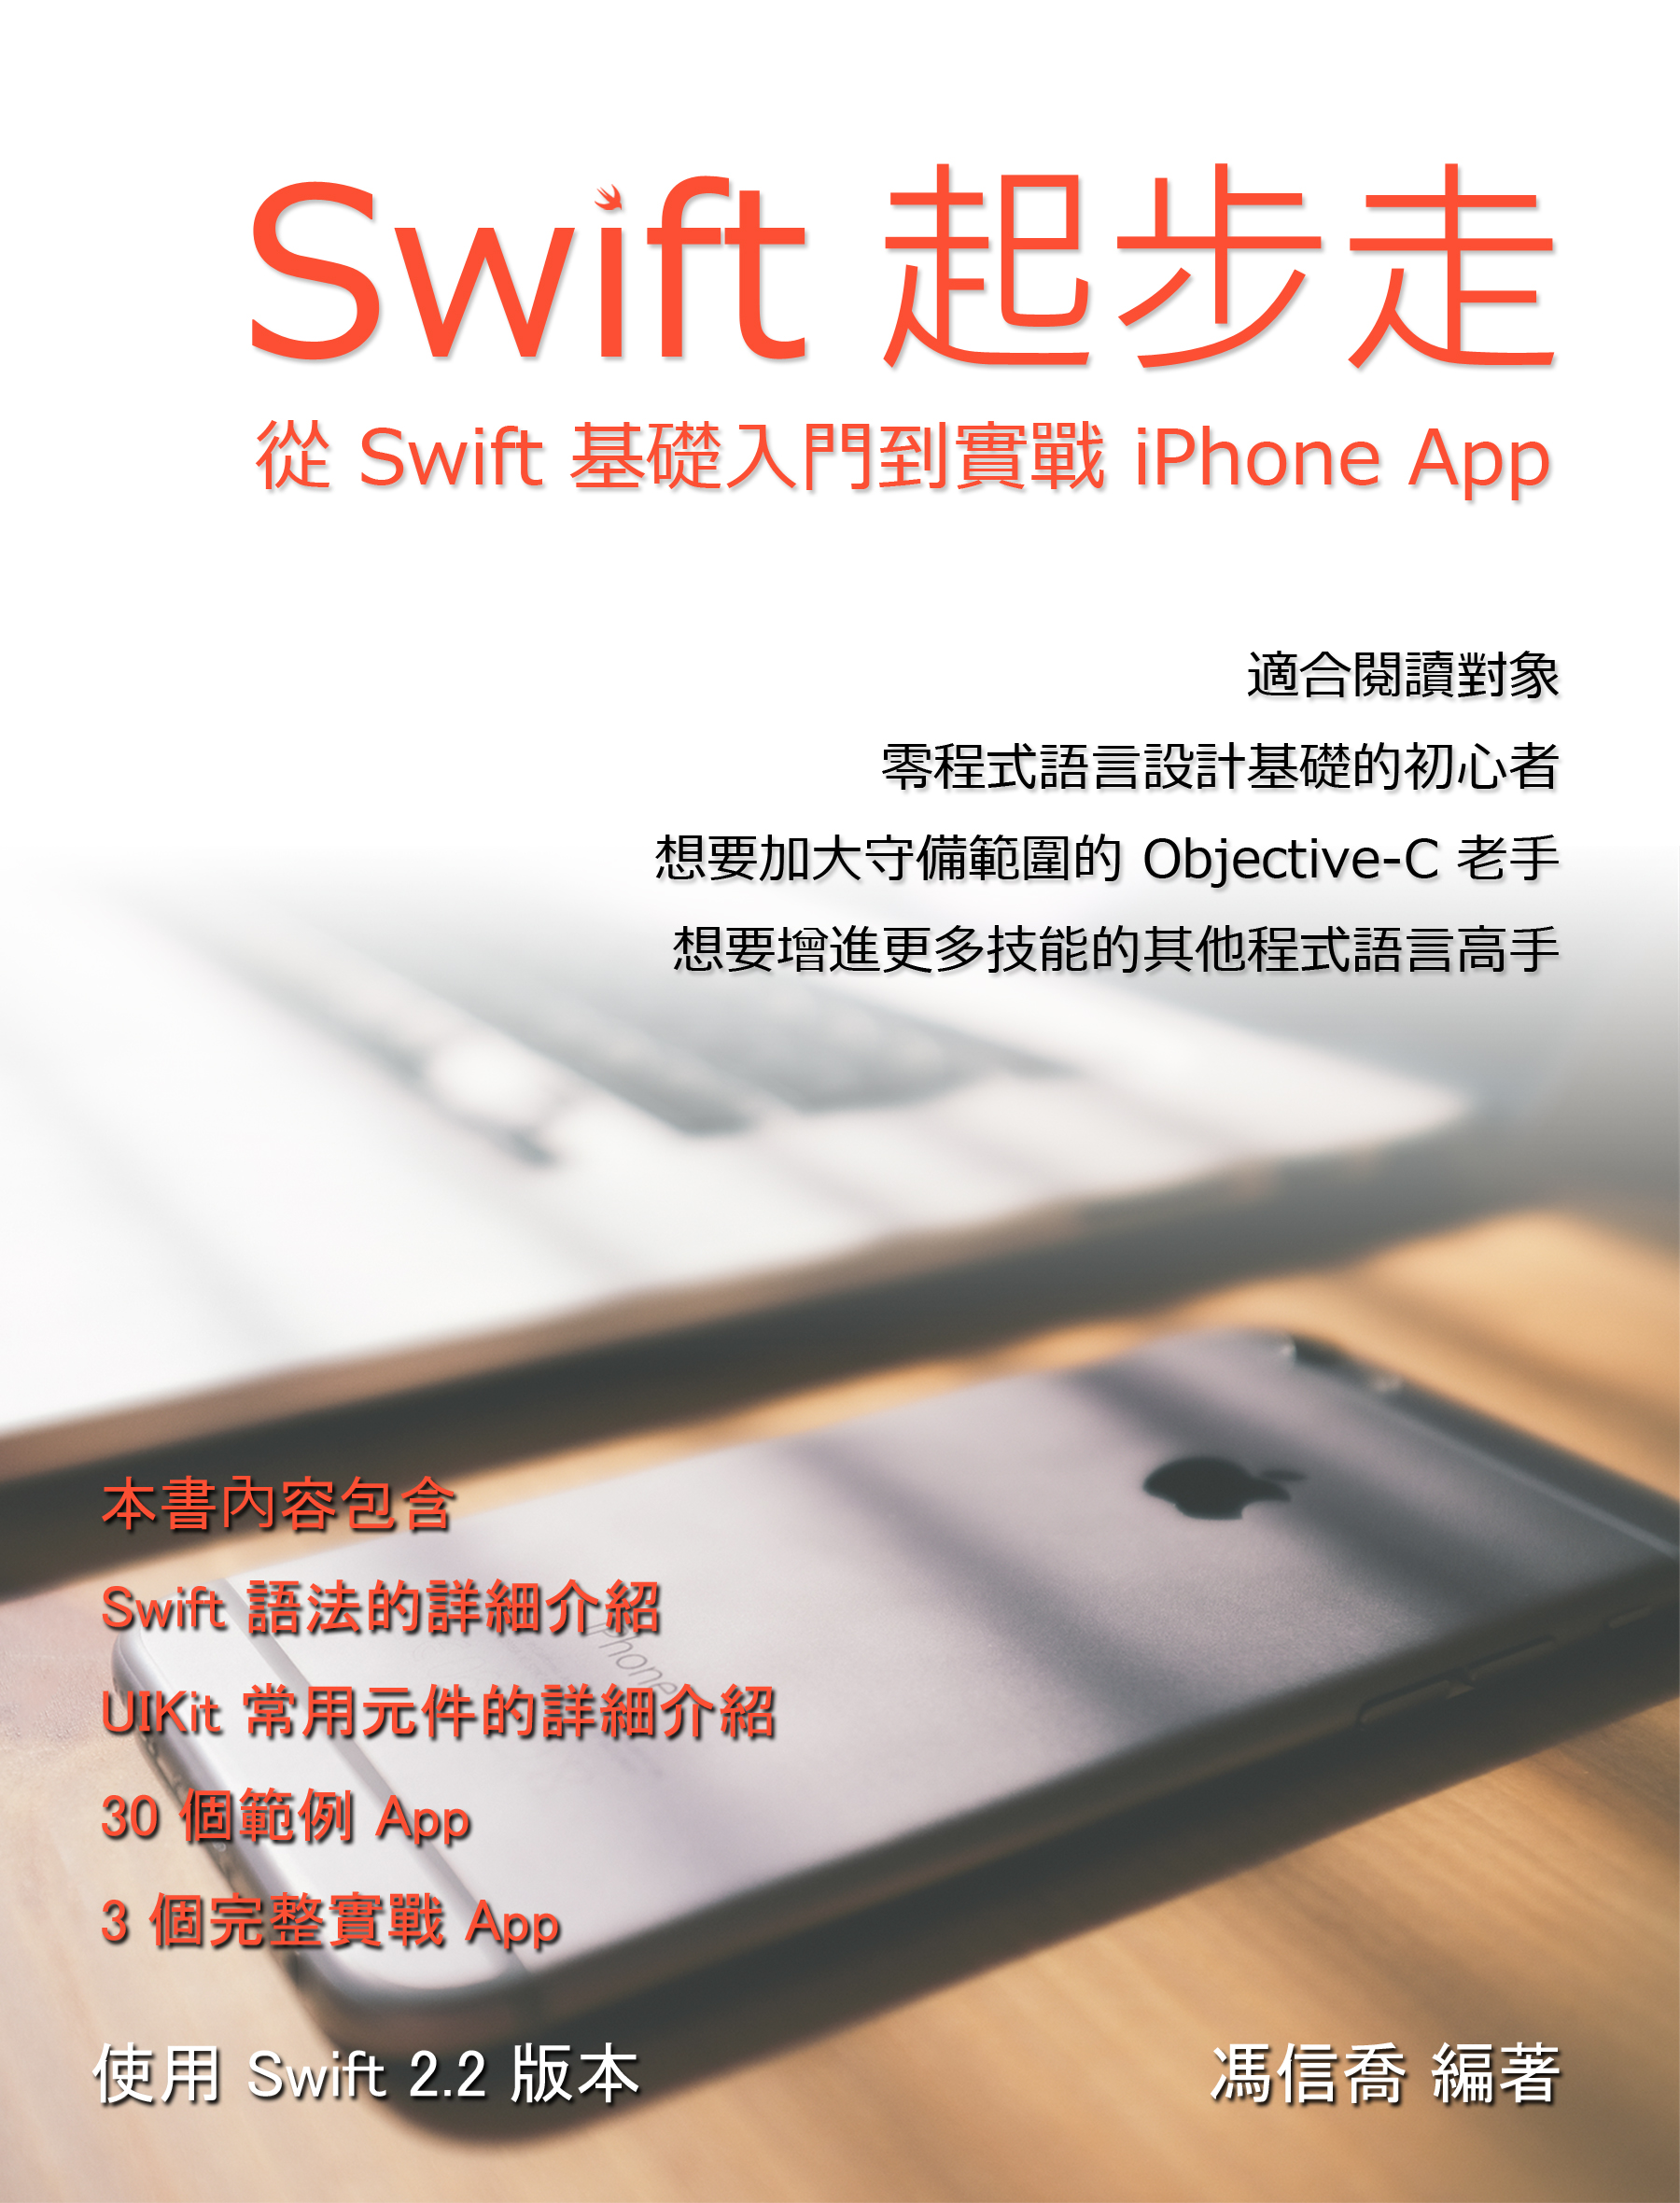 Swift 起步走
從 Swift 基礎入門到實戰 iPhone App
適合閱讀對象
零程式語言設計基礎的初心者
想要加大守備範圍的 Objective-C 老手
想要增進更多技能的其他程式語言高手
本書內容包含
Swift 語法的詳細介紹
iPhone
UIKit 常用元件的詳細介紹
30 個範例 App
3 個完整實戰 App
使用 Swift 2.2 版本
馮信喬 編著